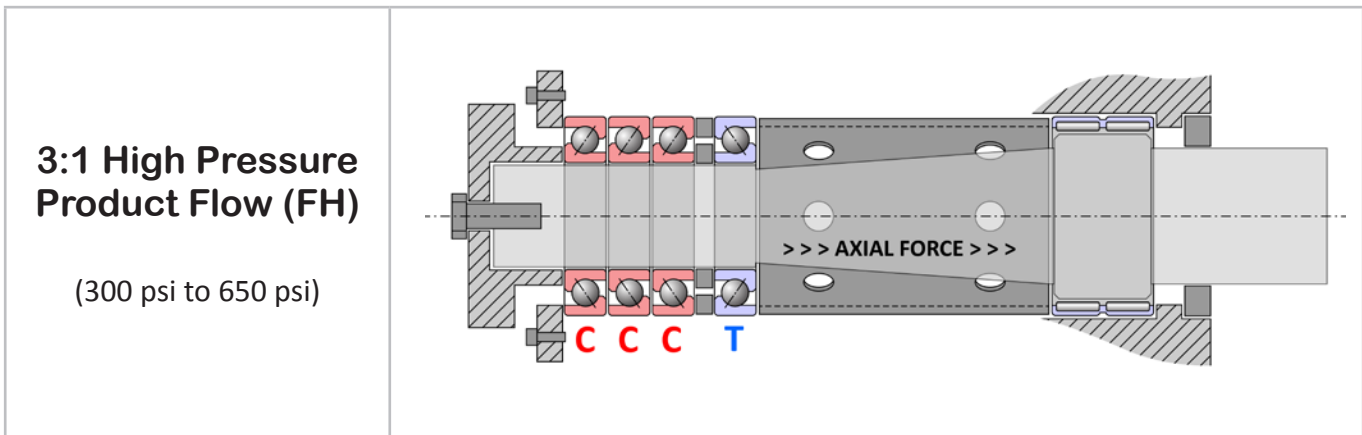 3:1 High Pressure
Product Flow (FH)
(300 psi to 650 psi)
> > > AXIAL FORCE > > >
C C C T